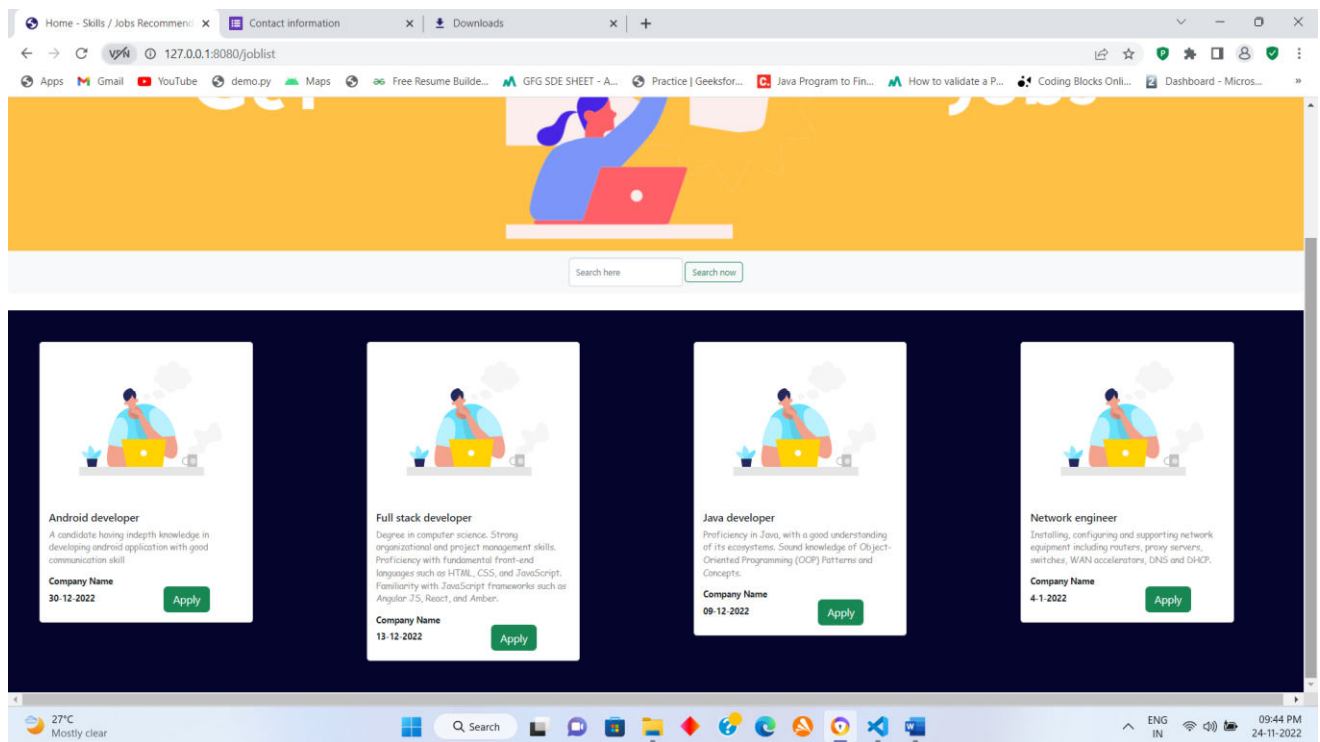 Home - Skills / Jobs Recommend
Contact information
Downloads
VPN
127.0.0.1:8080/joblist
Apps
Gmail
YouTube
demo.py
Maps
Free Resume Builde...
GFG SDE SHEET - A...
Practice | Geeksfor...
Java Program to Fin...
How to validate a P...
Coding Blocks Onli...
Dashboard - Micros...
»
Get
jobs
Search here
Search now
Android developer
A candidate having indepth knowledge in
developing android application with good
communication skill
Company Name
30-12-2022
Apply
Full stack developer
Degree in computer science. Strong
organizational and project management skills.
Proficiency with fundamental front-end
languages such as HTML, CSS, and JavaScript.
Familiarity with JavaScript frameworks such as
Angular JS, React, and Amber.
Company Name
13-12-2022
Apply
Java developer
Proficiency in Java, with a good understanding
of its ecosystems. Sound knowledge of Object-
Oriented Programming (OOP) Patterns and
Concepts.
Company Name
09-12-2022
Apply
Network engineer
Installing, configuring and supporting network
equipment including routers, proxy servers,
switches, WAN accelerators, DNS and DHCP.
Company Name
4-1-2022
Apply
27°C
Mostly clear
Search
ENG
IN
09:44 PM
24-11-2022